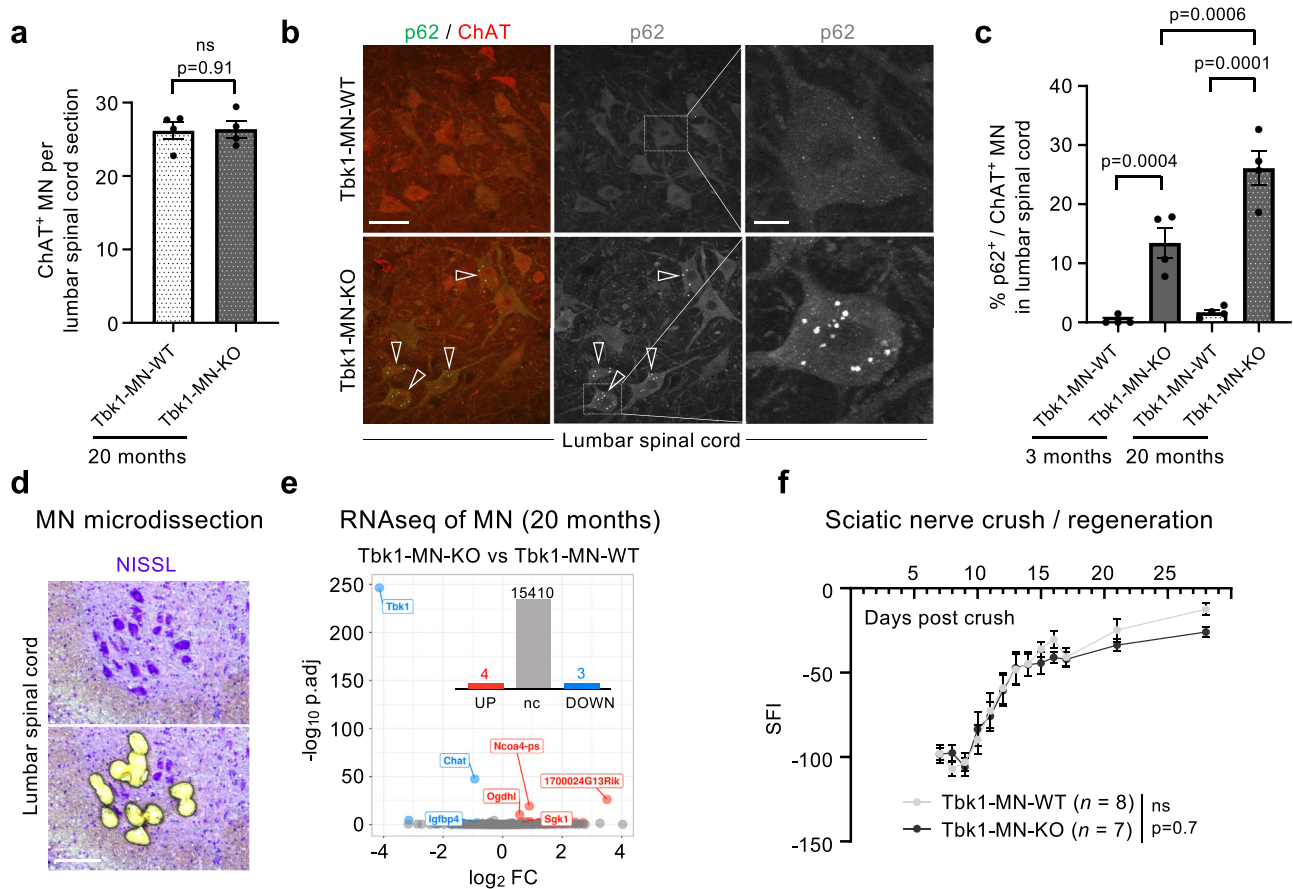 a
ns
p=0.91
ChAT⁺ MN per
lumbar spinal cord section
30
20
10
0
Tbk1-MN-WT
Tbk1-MN-KO
20 months
b
p62 / ChAT
p62
p62
Tbk1-MN-WT
Tbk1-MN-KO
Lumbar spinal cord
c
p=0.0006
p=0.0001
p=0.0004
% p62⁺ / ChAT⁺ MN
in lumbar spinal cord
40
30
20
10
0
Tbk1-MN-WT
Tbk1-MN-KO
Tbk1-MN-WT
Tbk1-MN-KO
3 months
20 months
d
MN microdissection
NISSL
Lumbar spinal cord
e
RNAseq of MN (20 months)
Tbk1-MN-KO vs Tbk1-MN-WT
-log₁₀ p.adj
250
200
150
100
50
0
Tbk1
15410
4
3
UP
nc
DOWN
Chat
Ncoa4-ps
1700024G13Rik
Ogdhl
Igfbp4
Sgk1
-4
-2
0
2
4
log₂ FC
f
Sciatic nerve crush / regeneration
5
10
15
20
25
Days post crush
0
-50
-100
-150
SFI
Tbk1-MN-WT (n = 8)
Tbk1-MN-KO (n = 7)
ns
p=0.7